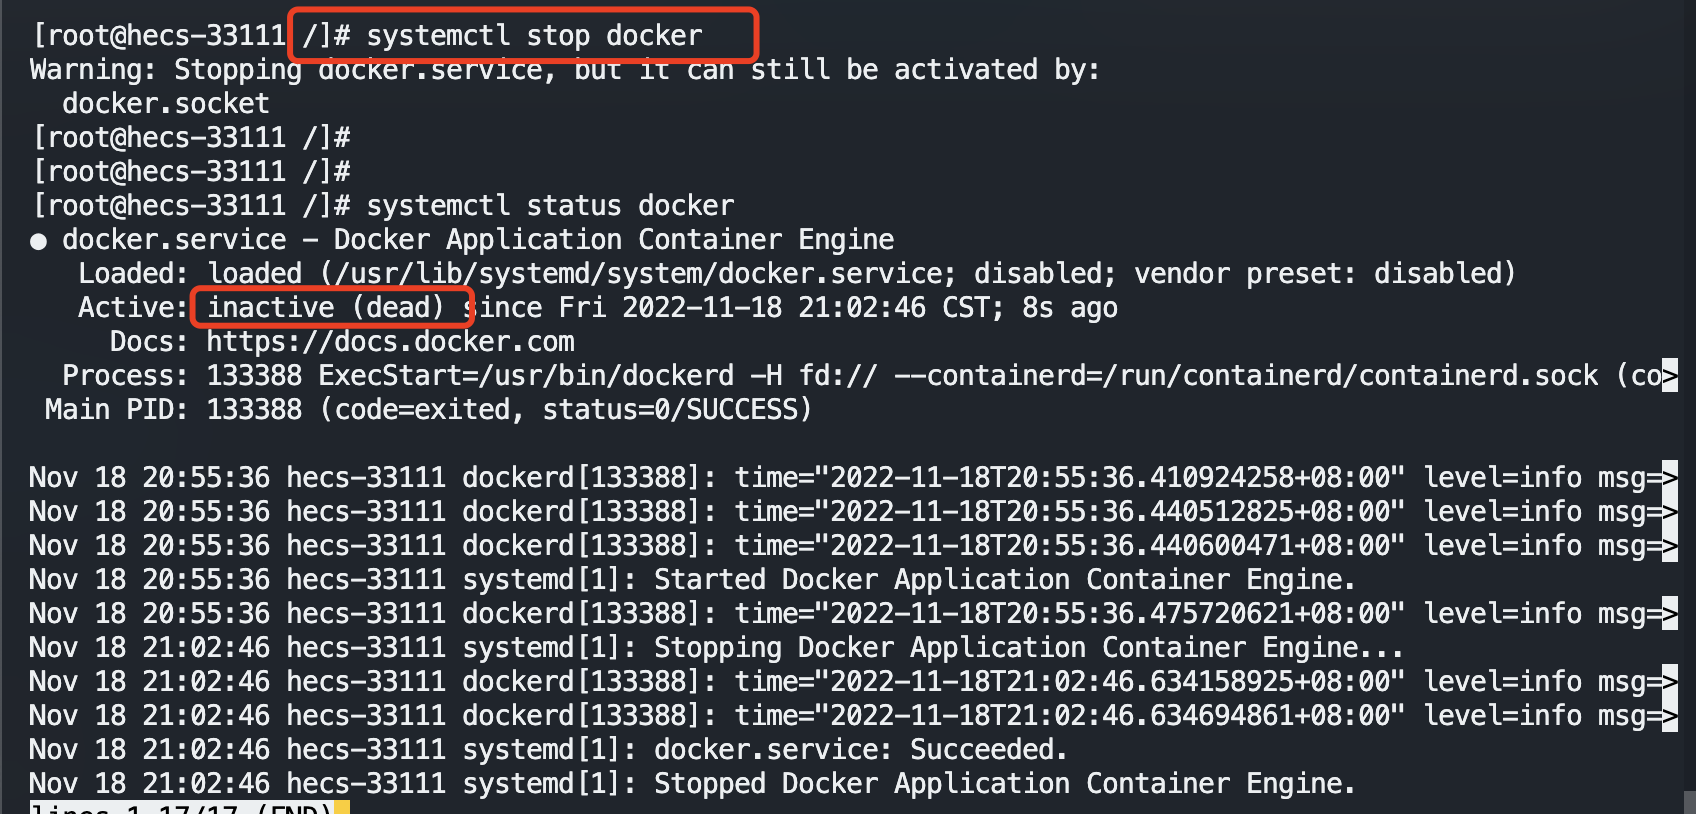 [root@hecs-33111 /]# systemctl stop docker
Warning: Stopping docker.service, but it can still be activated by:
  docker.socket
[root@hecs-33111 /]#
[root@hecs-33111 /]#
[root@hecs-33111 /]# systemctl status docker
● docker.service – Docker Application Container Engine
   Loaded: loaded (/usr/lib/systemd/system/docker.service; disabled; vendor preset: disabled)
   Active: inactive (dead) since Fri 2022-11-18 21:02:46 CST; 8s ago
     Docs: https://docs.docker.com
  Process: 133388 ExecStart=/usr/bin/dockerd -H fd:// --containerd=/run/containerd/containerd.sock (co>
 Main PID: 133388 (code=exited, status=0/SUCCESS)
Nov 18 20:55:36 hecs-33111 dockerd[133388]: time="2022-11-18T20:55:36.410924258+08:00" level=info msg=>
Nov 18 20:55:36 hecs-33111 dockerd[133388]: time="2022-11-18T20:55:36.440512825+08:00" level=info msg=>
Nov 18 20:55:36 hecs-33111 dockerd[133388]: time="2022-11-18T20:55:36.440600471+08:00" level=info msg=>
Nov 18 20:55:36 hecs-33111 systemd[1]: Started Docker Application Container Engine.
Nov 18 20:55:36 hecs-33111 dockerd[133388]: time="2022-11-18T20:55:36.475720621+08:00" level=info msg=>
Nov 18 21:02:46 hecs-33111 systemd[1]: Stopping Docker Application Container Engine...
Nov 18 21:02:46 hecs-33111 dockerd[133388]: time="2022-11-18T21:02:46.634158925+08:00" level=info msg=>
Nov 18 21:02:46 hecs-33111 dockerd[133388]: time="2022-11-18T21:02:46.634694861+08:00" level=info msg=>
Nov 18 21:02:46 hecs-33111 systemd[1]: docker.service: Succeeded.
Nov 18 21:02:46 hecs-33111 systemd[1]: Stopped Docker Application Container Engine.
lines 1-17/17 (END)